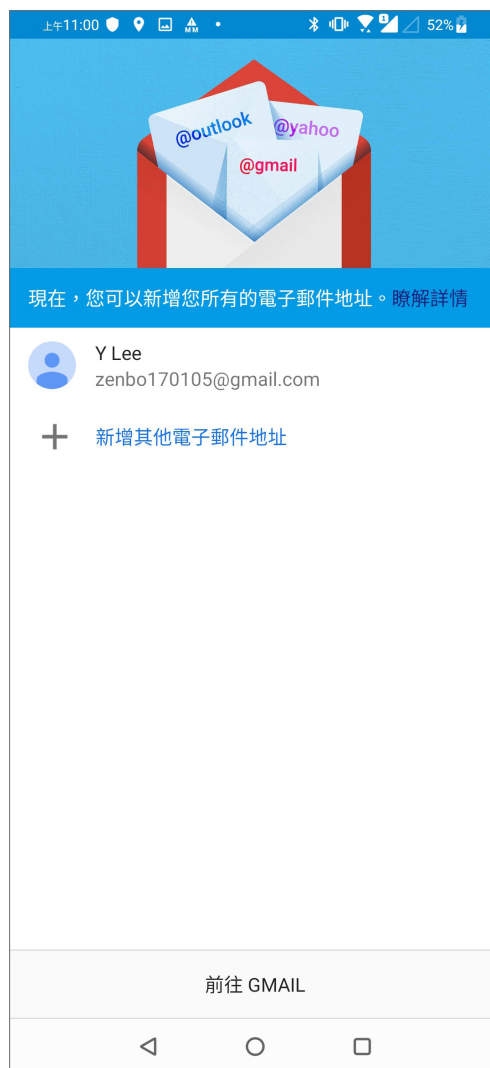 上午11:00
52%
@outlook
@yahoo
@gmail
現在，您可以新增您所有的電子郵件地址。瞭解詳情
Y Lee
zenbo170105@gmail.com
新增其他電子郵件地址
前往 GMAIL